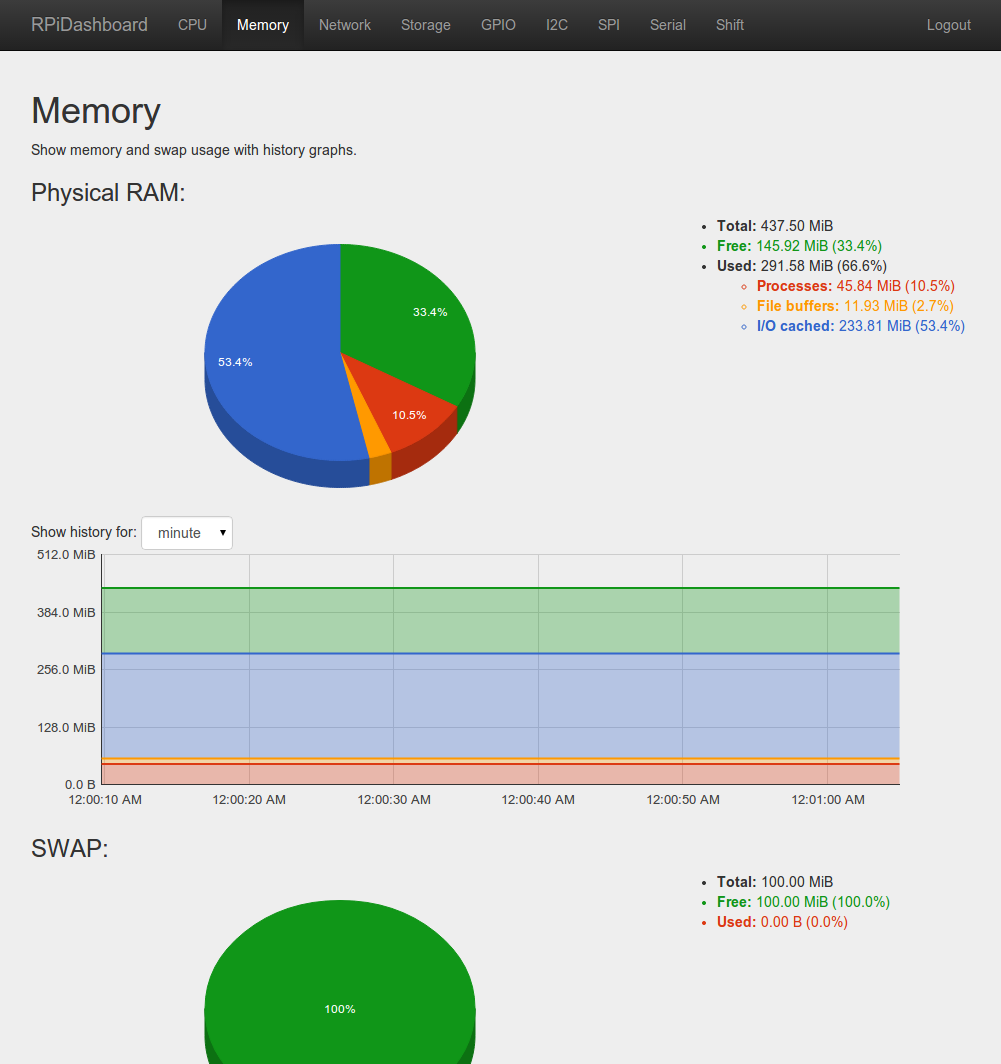 RPiDashboard CPU Memory Network Storage GPIO I2C SPI Serial Shift Logout
Memory
Show memory and swap usage with history graphs.
Physical RAM:
Total: 437.50 MiB
Free: 145.92 MiB (33.4%)
Used: 291.58 MiB (66.6%)
Processes: 45.84 MiB (10.5%)
File buffers: 11.93 MiB (2.7%)
I/O cached: 233.81 MiB (53.4%)
33.4%
53.4%
10.5%
Show history for: minute
512.0 MiB
384.0 MiB
256.0 MiB
128.0 MiB
0.0 B
12:00:10 AM 12:00:20 AM 12:00:30 AM 12:00:40 AM 12:00:50 AM 12:01:00 AM
SWAP:
Total: 100.00 MiB
Free: 100.00 MiB (100.0%)
Used: 0.00 B (0.0%)
100%